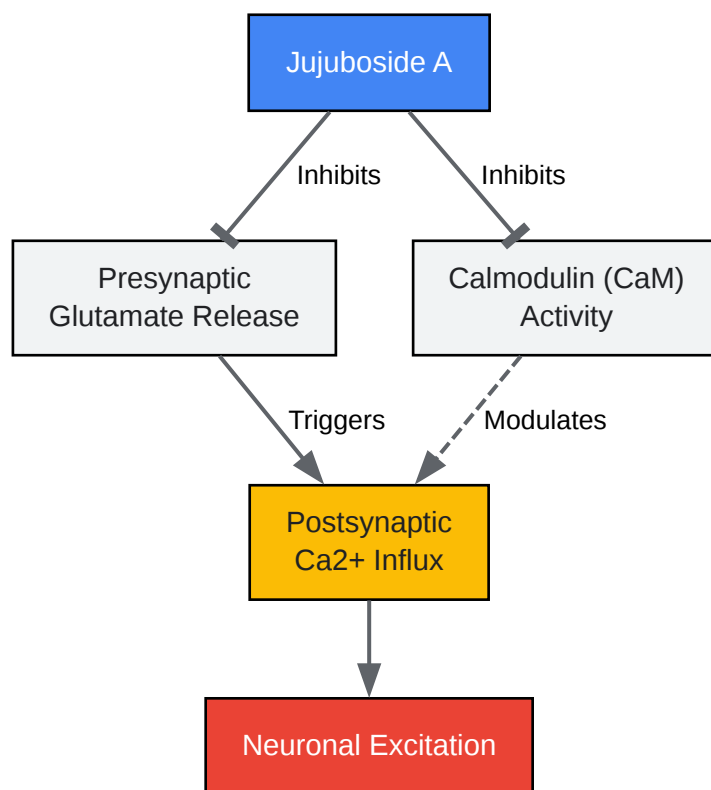 Jujuboside A
Inhibits
Inhibits
Presynaptic
Glutamate Release
Calmodulin (CaM)
Activity
Triggers
Modulates
Postsynaptic
Ca2+ Influx
Neuronal Excitation